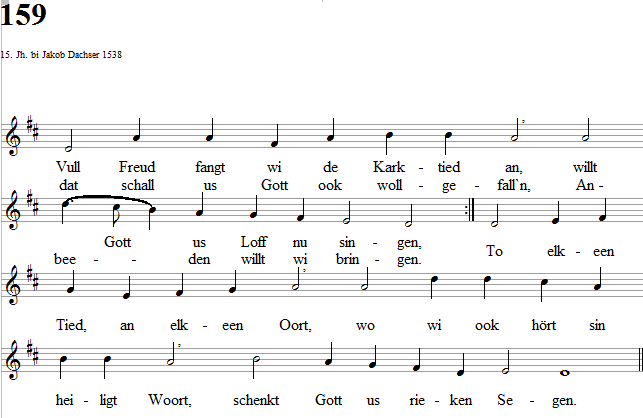 159
15. Jh. bi Jakob Dachser 1538
Vull Freud fangt wi de Kark - tied an, willt
dat schall us Gott ook woll - ge - fall`n, An -
Gott us Loff nu sin - gen, To elk - een
bee - - den willt wi brin - gen.
Tied, an elk - een Oort, wo wi ook hört sin
hei - ligt Woort, schenkt Gott us rie - ken Se - gen.